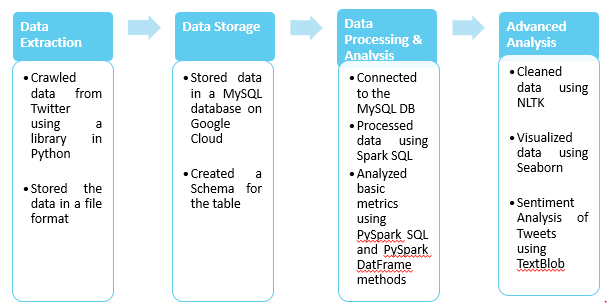 Data
Extraction
• Crawled
data from
Twitter
using a
library in
Python
• Stored the
data in a file
format
Data Storage
• Stored data
in a MySQL
database on
Google
Cloud
• Created a
Schema for
the table
Data
Processing &
Analysis
• Connected
to the
MySQL DB
• Processed
data using
Spark SQL
• Analyzed
basic
metrics
using
PySpark SQL
and PySpark
DatFrame
methods
Advanced
Analysis
• Cleaned
data using
NLTK
• Visualized
data using
Seaborn
• Sentiment
Analysis of
Tweets
using
TextBlob